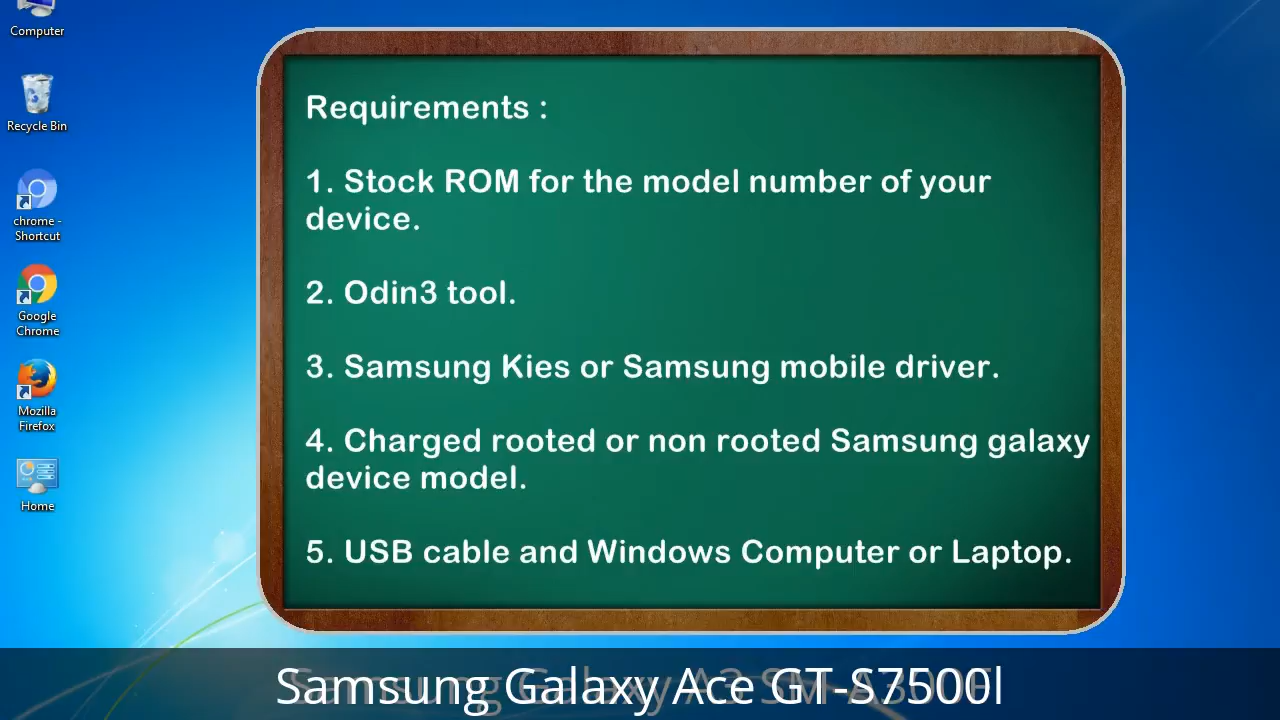 Computer
Recycle Bin
chrome -
Shortcut
Google
Chrome
Mozilla
Firefox
Home
Requirements :
1. Stock ROM for the model number of your
device.
2. Odin3 tool.
3. Samsung Kies or Samsung mobile driver.
4. Charged rooted or non rooted Samsung galaxy
device model.
5. USB cable and Windows Computer or Laptop.
Samsung Galaxy Ace GT-S7500l